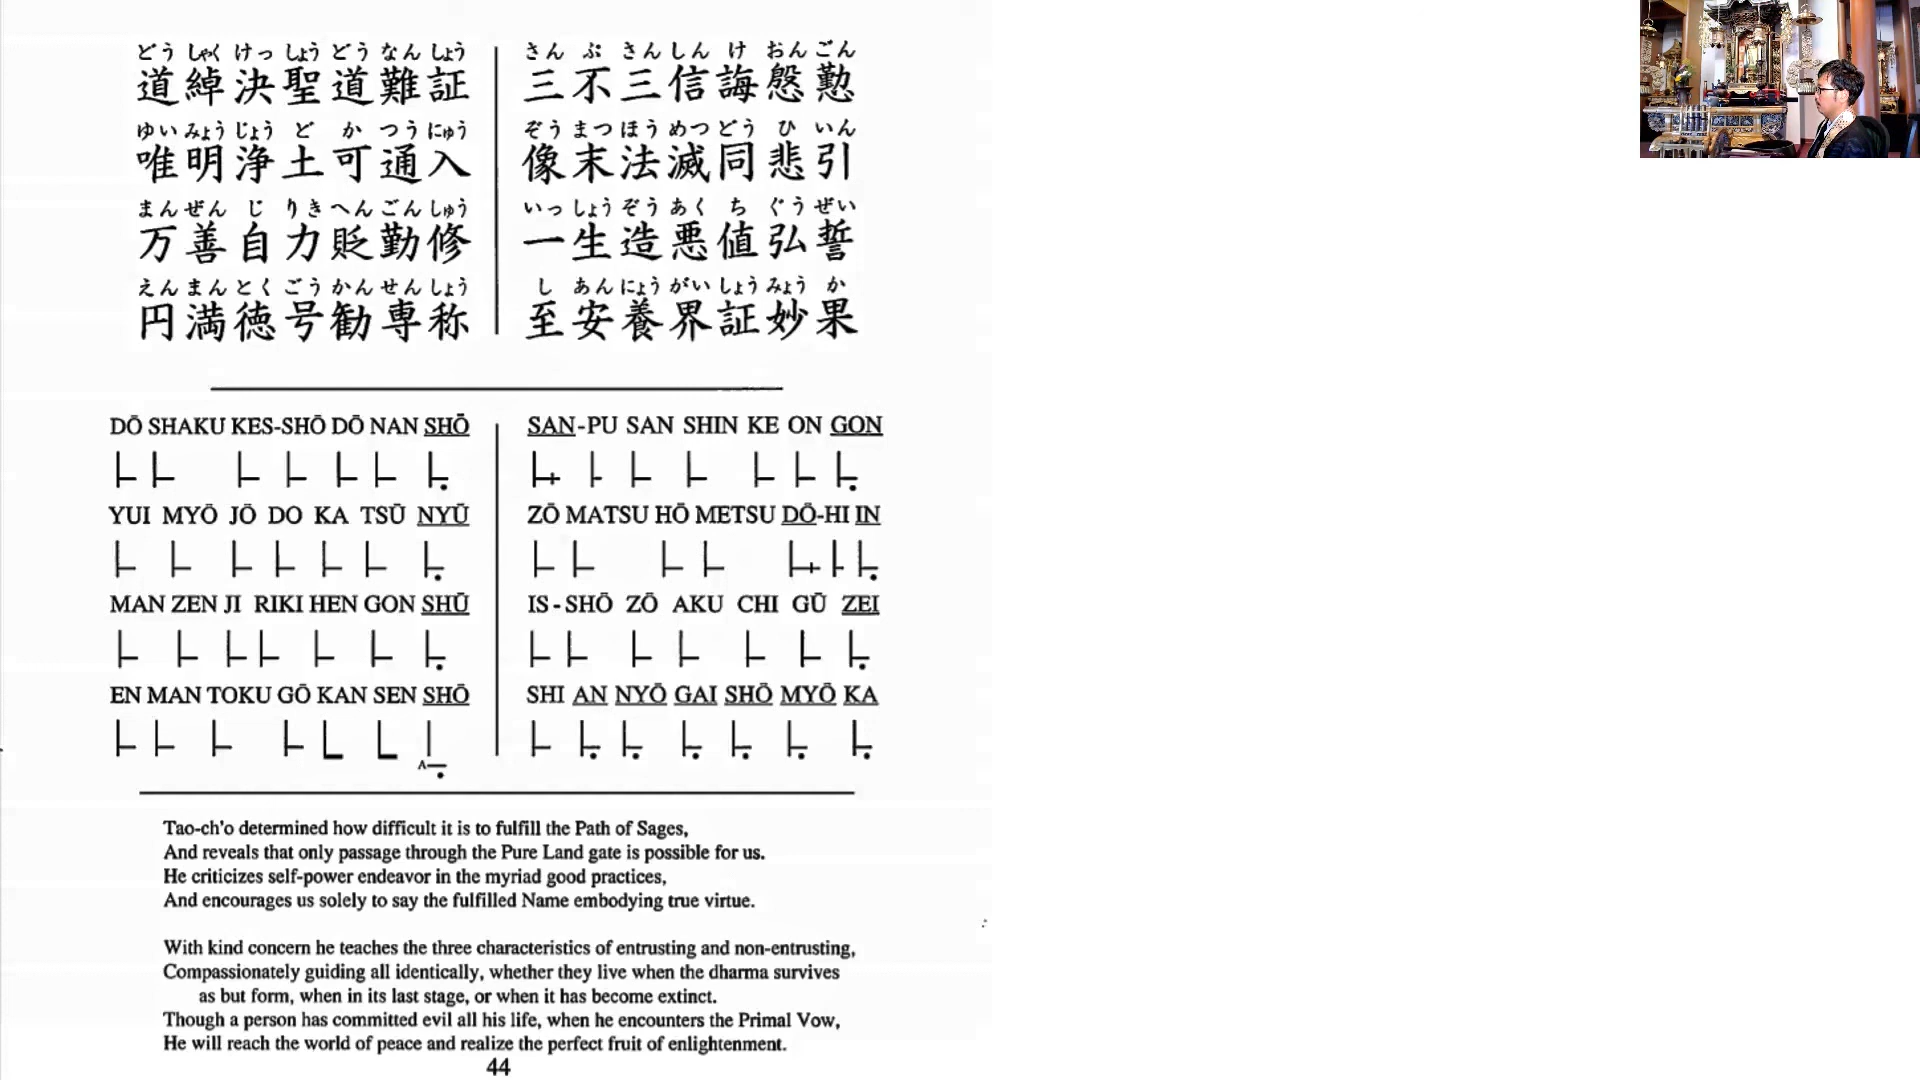 どう しゃく けっ しょう どう なん しょう
道綽決聖道難証
ゆい みょう じょう ど か つう にゅう
唯明浄土可通入
まん ぜん じ りき へん ごん しゅう
万善自力貶勤修
えん まん とく ごう かん せん しょう
円満徳号勧専称
さん ぷ さん しん け おん ごん
三不三信誨慇懃
ぞう まつ ほう めつ どう ひ いん
像末法滅同悲引
いっ しょう ぞう あく ち ぐう ぜい
一生造悪値弘誓
し あん にょう がい しょう みょう か
至安養界証妙果
DŌ SHAKU KES-SHŌ DŌ NAN SHŌ
YUI MYŌ JŌ DO KA TSŪ NYŪ
MAN ZEN JI RIKI HEN GON SHŪ
EN MAN TOKU GŌ KAN SEN SHŌ
A
SAN-PU SAN SHIN KE ON GON
ZŌ MATSU HŌ METSU DŌ-HI IN
IS-SHŌ ZŌ AKU CHI GŪ ZEI
SHI AN NYŌ GAI SHŌ MYŌ KA
Tao-ch'o determined how difficult it is to fulfill the Path of Sages,
And reveals that only passage through the Pure Land gate is possible for us.
He criticizes self-power endeavor in the myriad good practices,
And encourages us solely to say the fulfilled Name embodying true virtue.
With kind concern he teaches the three characteristics of entrusting and non-entrusting,
Compassionately guiding all identically, whether they live when the dharma survives
as but form, when in its last stage, or when it has become extinct.
Though a person has committed evil all his life, when he encounters the Primal Vow,
He will reach the world of peace and realize the perfect fruit of enlightenment.
44